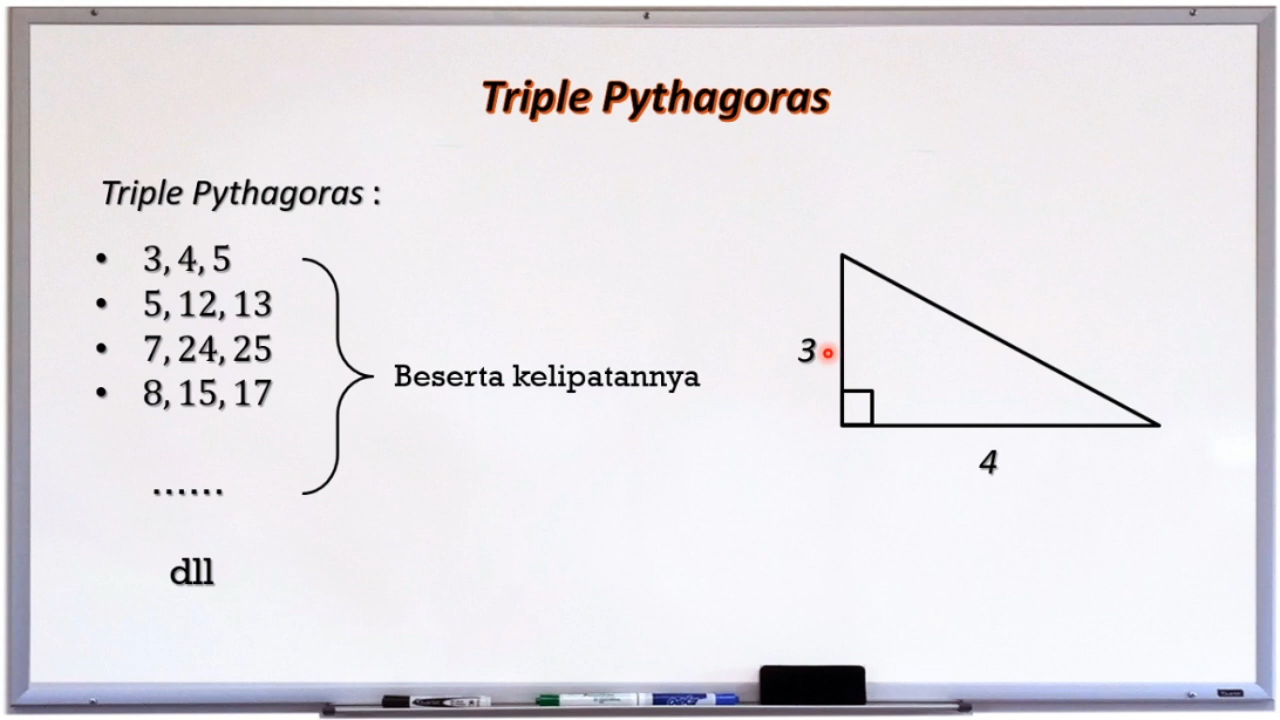 Triple Pythagoras
Triple Pythagoras :
• 3, 4, 5
• 5, 12, 13
• 7, 24, 25
• 8, 15, 17
......
dll
Beserta kelipatannya
3
4